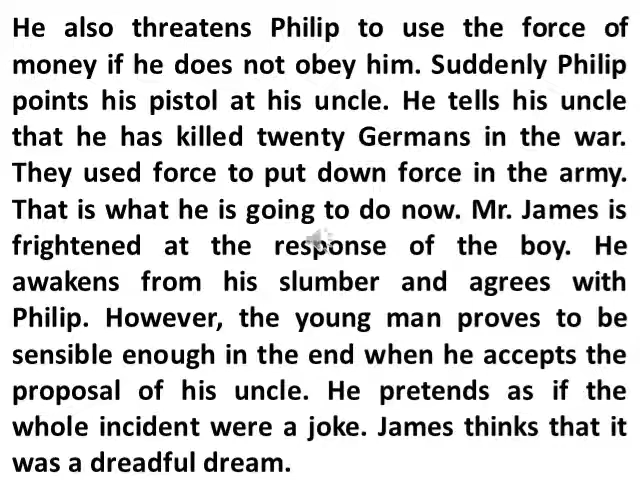 He also threatens Philip to use the force of
money if he does not obey him. Suddenly Philip
points his pistol at his uncle. He tells his uncle
that he has killed twenty Germans in the war.
They used force to put down force in the army.
That is what he is going to do now. Mr. James is
frightened at the response of the boy. He
awakens from his slumber and agrees with
Philip. However, the young man proves to be
sensible enough in the end when he accepts the
proposal of his uncle. He pretends as if the
whole incident were a joke. James thinks that it
was a dreadful dream.